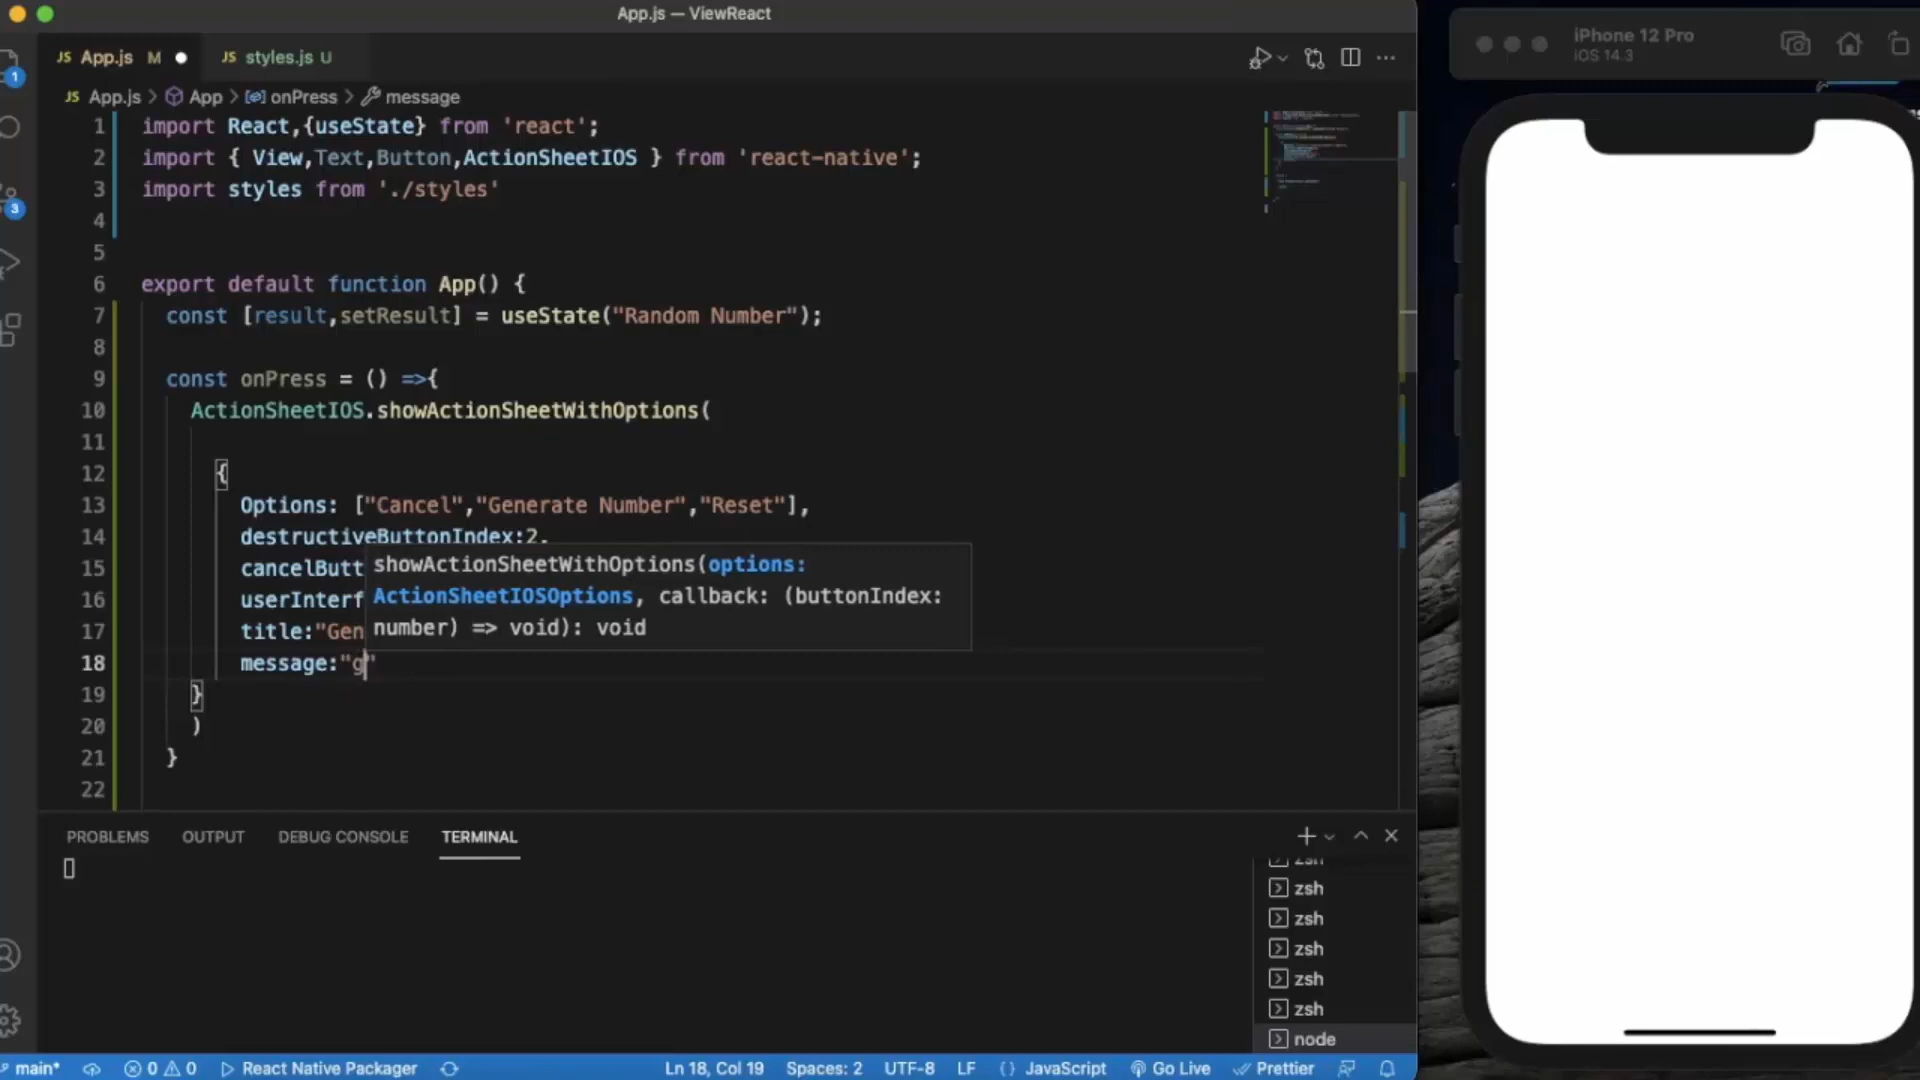 App.js — ViewReact
iPhone 12 Pro
iOS 14.3
JS App.js M
JS styles.js U
1
3
JS App.js > App > onPress > message
1 import React,{useState} from 'react';
2 import { View,Text,Button,ActionSheetIOS } from 'react-native';
3 import styles from './styles'
4
5
6 export default function App() {
7 const [result,setResult] = useState("Random Number");
8
9 const onPress = () =>{
10 ActionSheetIOS.showActionSheetWithOptions(
11
12 {
13 Options: ["Cancel","Generate Number","Reset"],
14 destructiveButtonIndex:2,
15 cancelButt
16 userInterf
17 title:"Gen
18 message:"g"
19 }
20 )
21 }
22
showActionSheetWithOptions(options:
ActionSheetIOSOptions, callback: (buttonIndex:
number) => void): void
PROBLEMS OUTPUT DEBUG CONSOLE TERMINAL
zsh
zsh
zsh
zsh
zsh
zsh
node
main* 0 0 React Native Packager Ln 18, Col 19 Spaces: 2 UTF-8 LF {} JavaScript Go Live Prettier